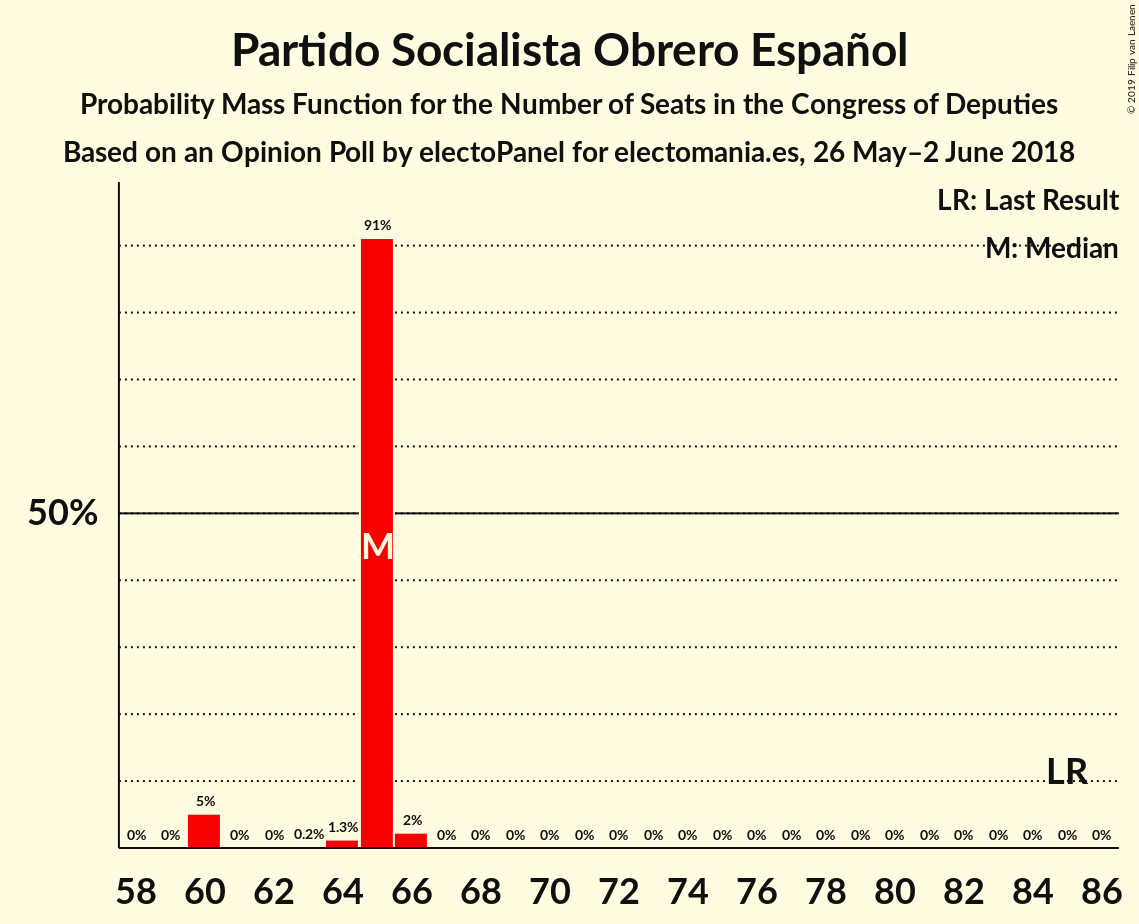 Partido Socialista Obrero Español
Probability Mass Function for the Number of Seats in the Congress of Deputies
Based on an Opinion Poll by electoPanel for electomania.es, 26 May–2 June 2018
© 2019 Filip van Laenen
LR: Last Result
M: Median
91%
50%
M
LR
0% 0% 5% 0% 0% 0.2% 1.3% 2% 0% 0% 0% 0% 0% 0% 0% 0% 0% 0% 0% 0% 0% 0% 0% 0% 0% 0% 0% 0%
58 60 62 64 66 68 70 72 74 76 78 80 82 84 86